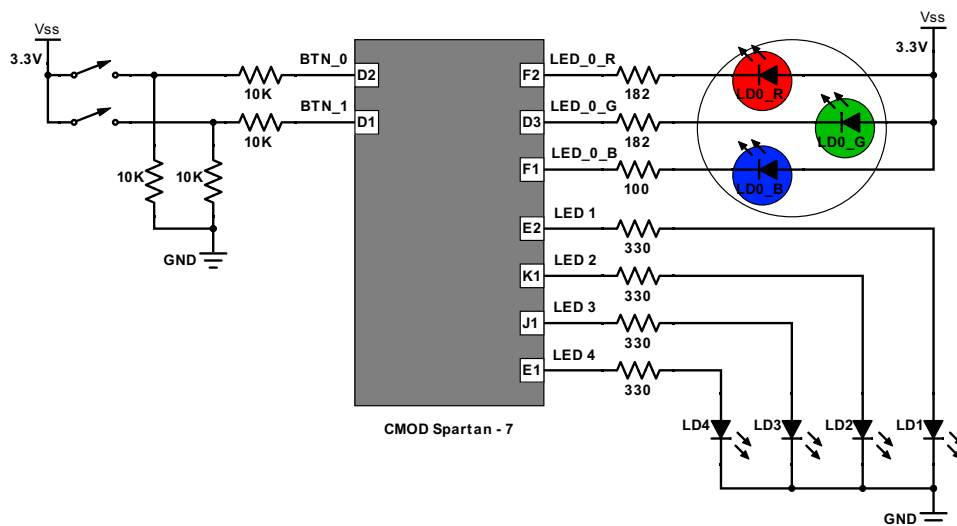 Vss
3.3V
BTN_0
D2
10K
BTN_1
D1
10K
10K
10K
GND
F2
LED_0_R
182
LD0_R
D3
LED_0_G
182
LD0_G
F1
LED_0_B
100
LD0_B
Vss
3.3V
E2
LED 1
330
K1
LED 2
330
J1
LED 3
330
E1
LED 4
330
LD4
LD3
LD2
LD1
GND
CMOD Spartan - 7